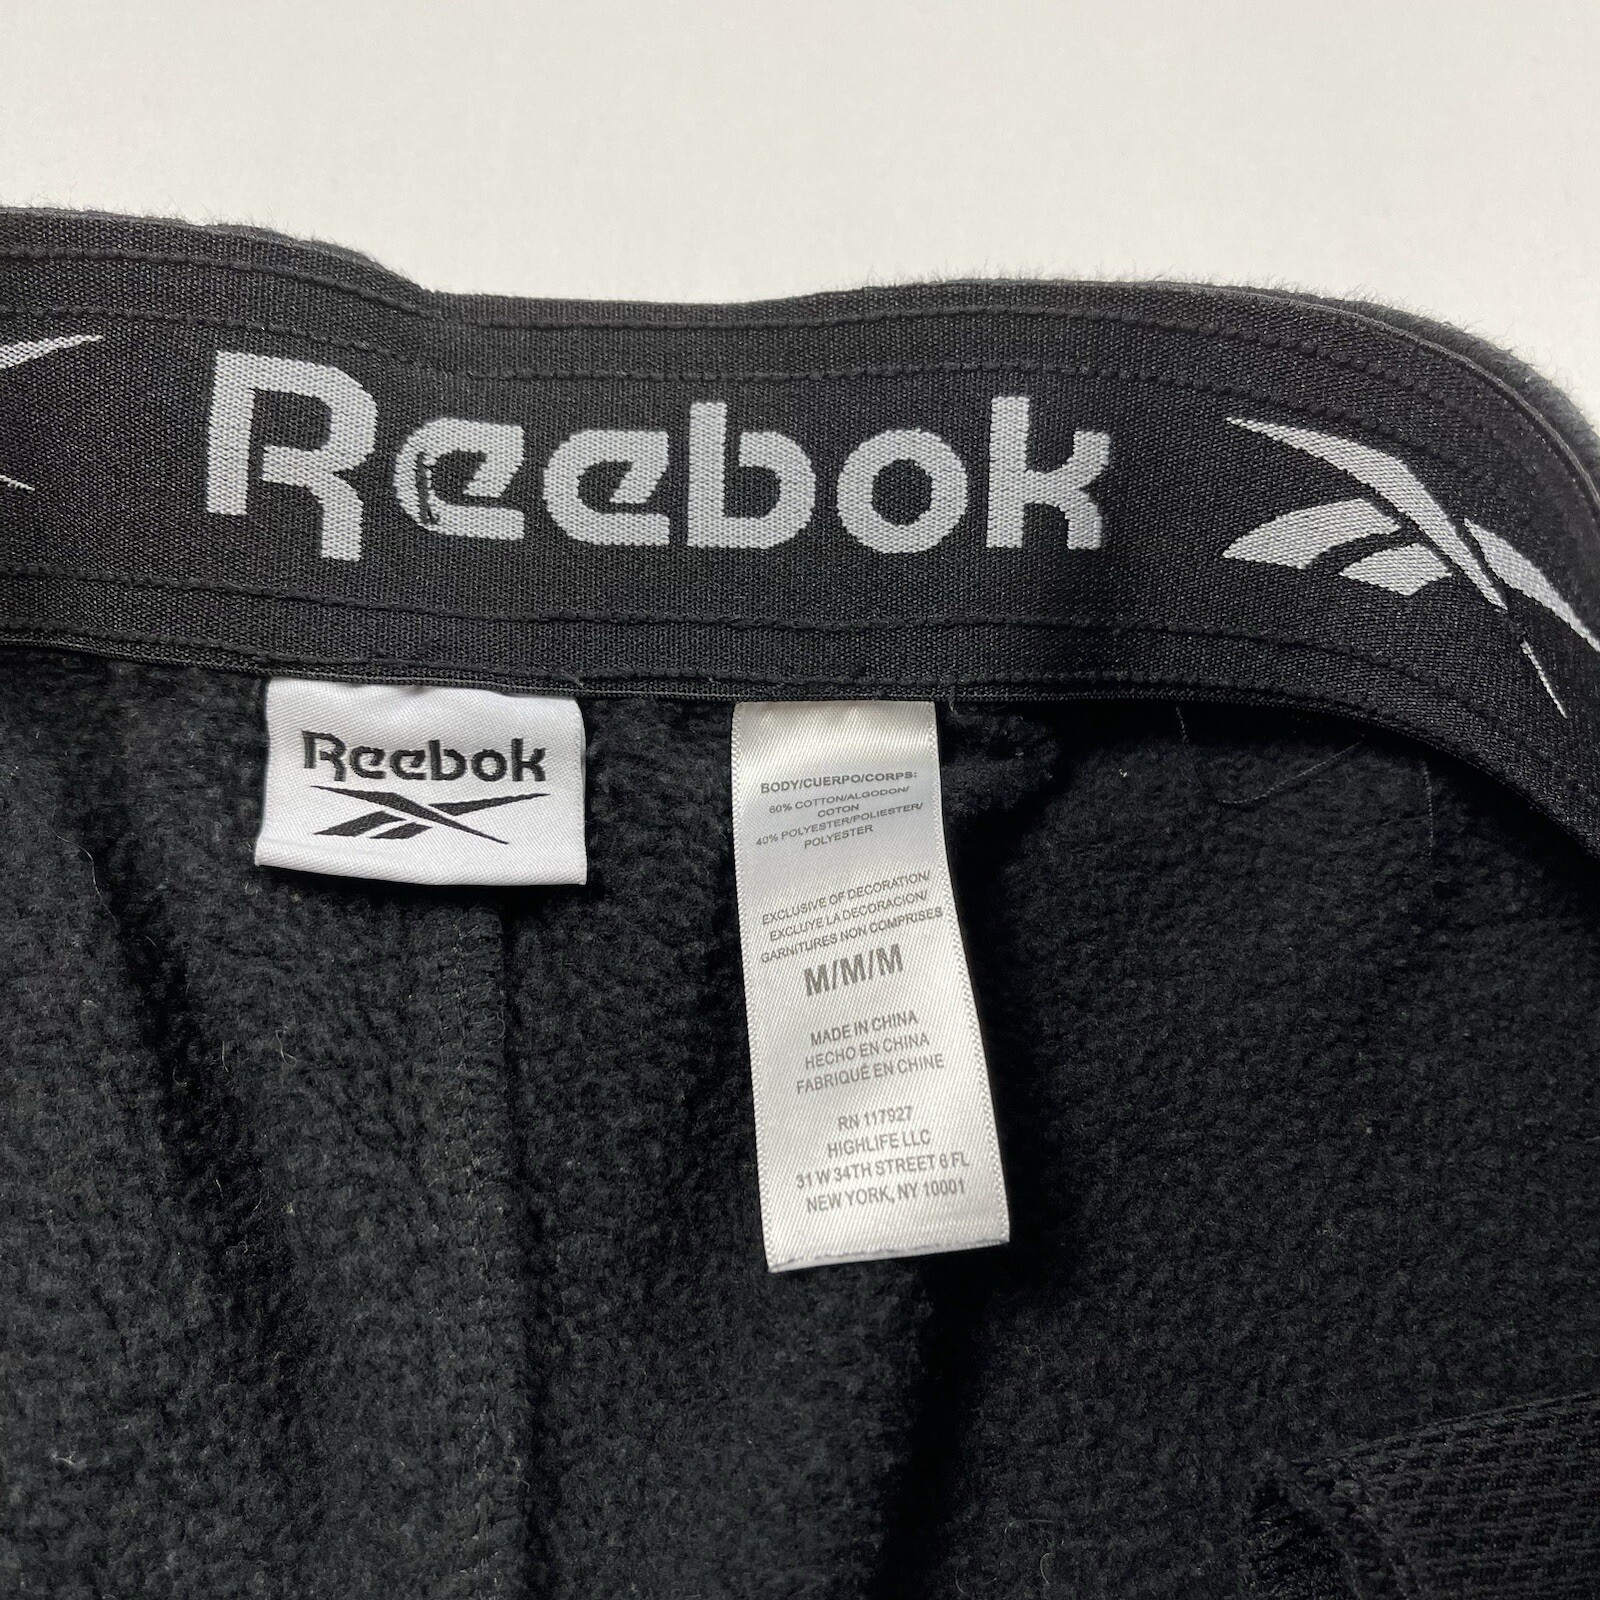 Reebok
Reebok
BODY/CUERPO/CORPS:
60% COTTON/ALGODON/
COTON
40% POLYESTER/POLIESTER/
POLYESTER
EXCLUSIVE OF DECORATION/
EXCLUYE LA DECORACION/
GARNITURES NON COMPRISES
M/M/M
MADE IN CHINA
HECHO EN CHINA
FABRIQUÉ EN CHINE
RN 117927
HIGHLIFE LLC
31 W 34TH STREET 6 FL
NEW YORK, NY 10001